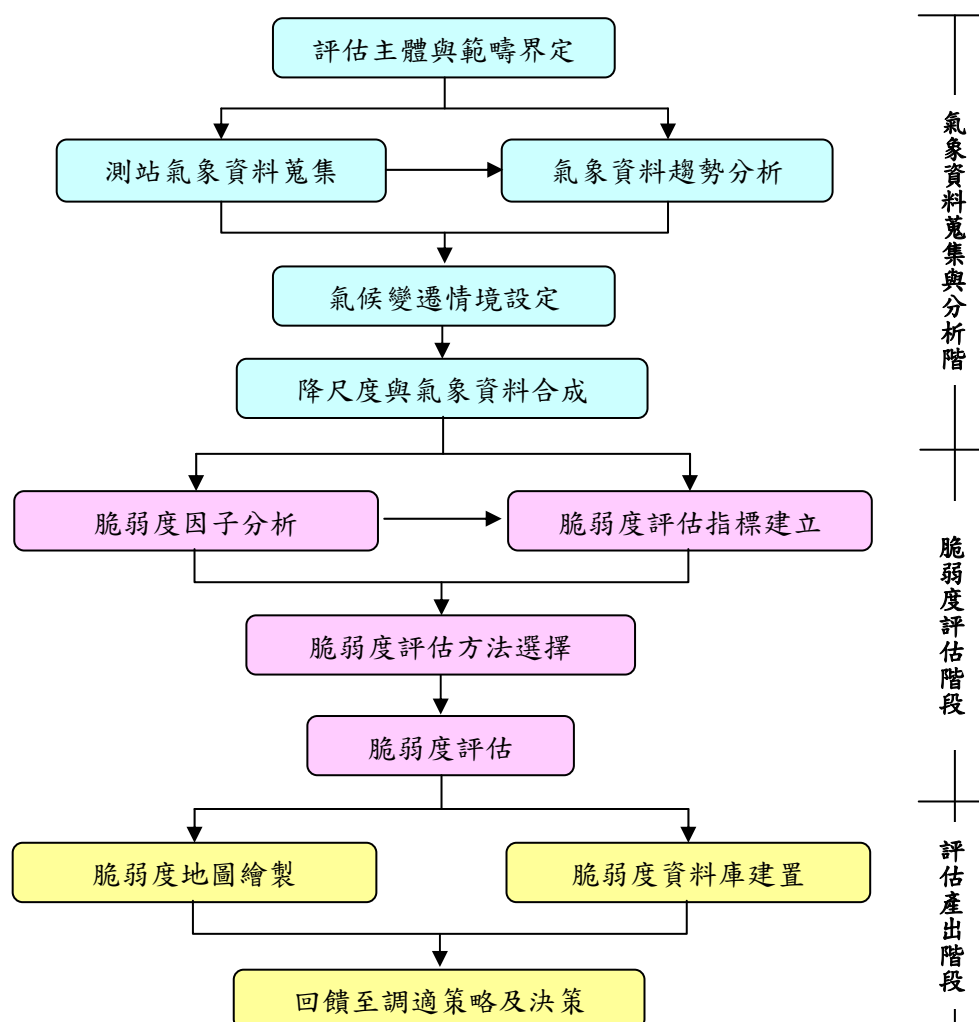 評估主體與範疇界定
測站氣象資料蒐集
氣象資料趨勢分析
氣候變遷情境設定
降尺度與氣象資料合成
脆弱度因子分析
脆弱度評估指標建立
脆弱度評估方法選擇
脆弱度評估
脆弱度地圖繪製
脆弱度資料庫建置
回饋至調適策略及決策
氣象資料蒐集與分析階
脆弱度評估階段
評估產出階段